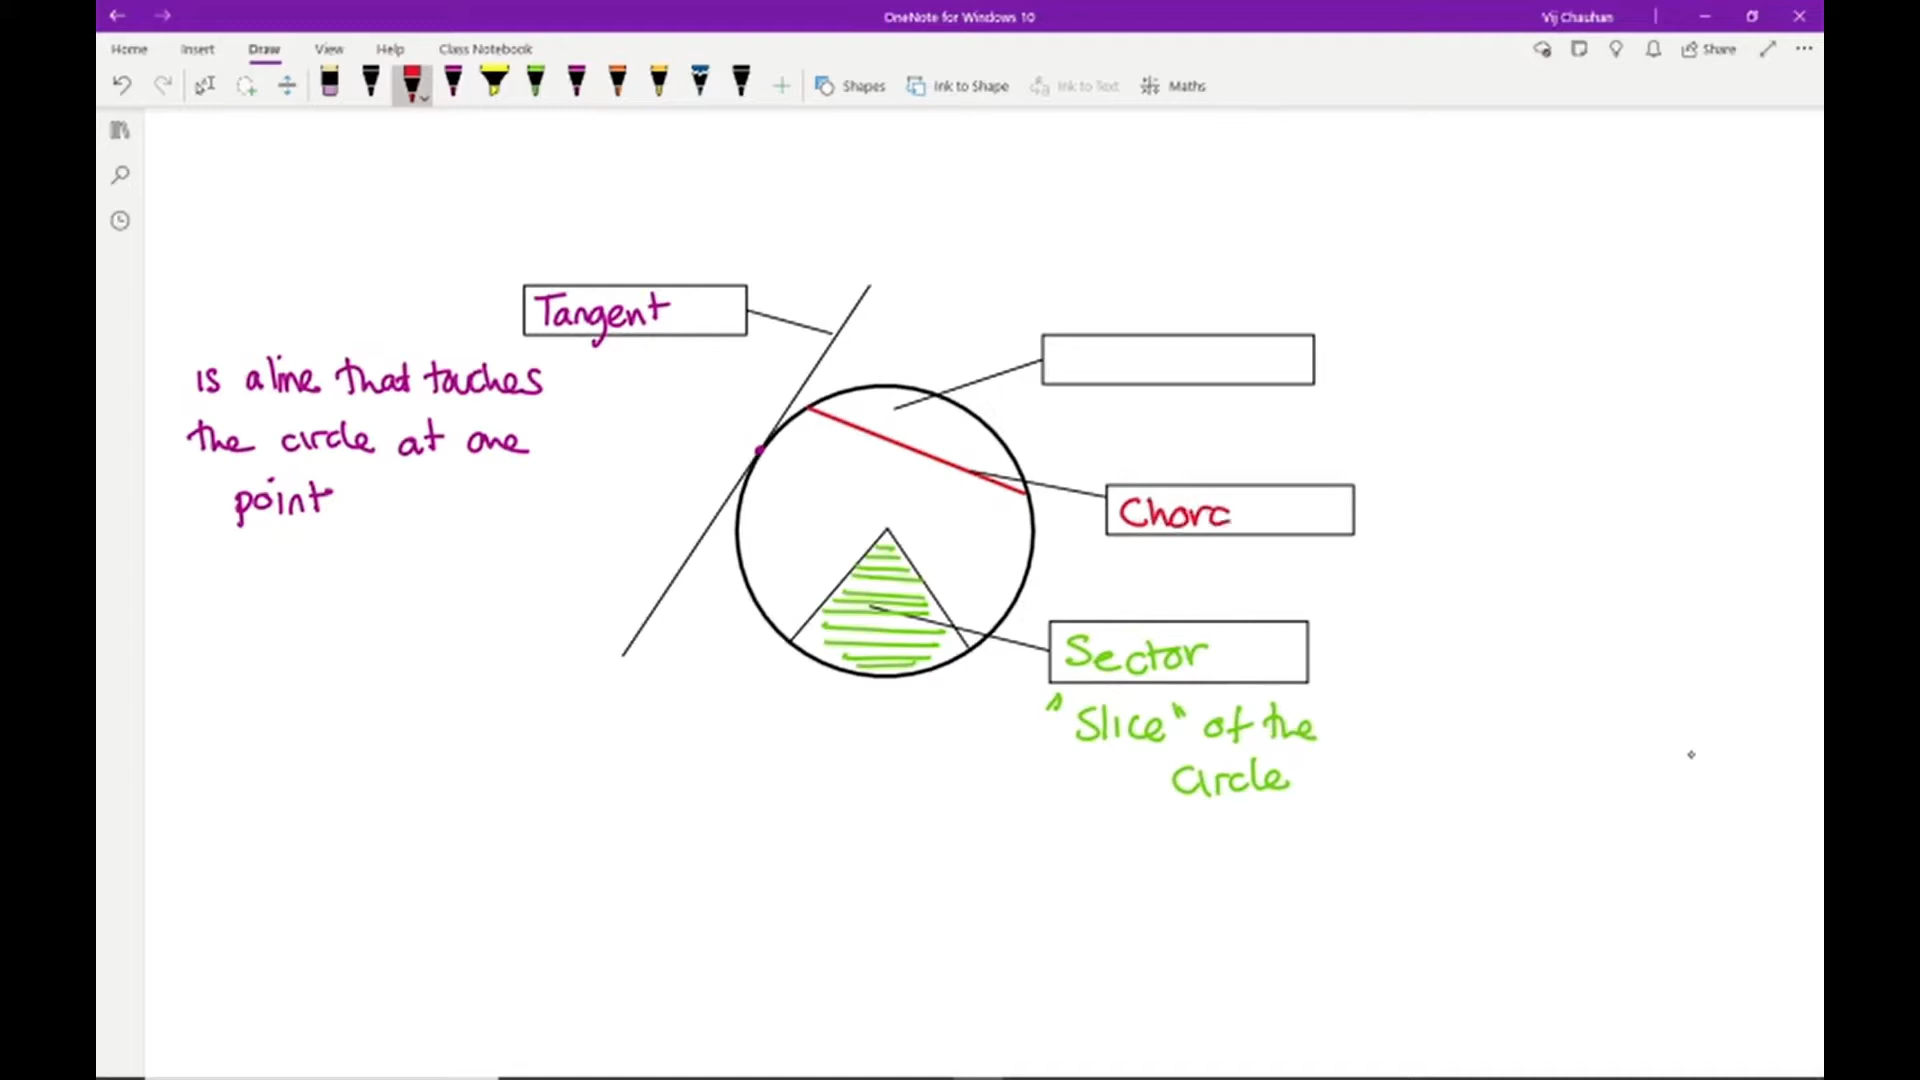 OneNote for Windows 10
Vij Chauhan
Home Insert Draw View Help Class Notebook
Share
Shapes Ink to Shape Ink to Text Maths
Tangent
is a line that touches
the circle at one
point
Chorc
Sector
"Slice" of the
circle